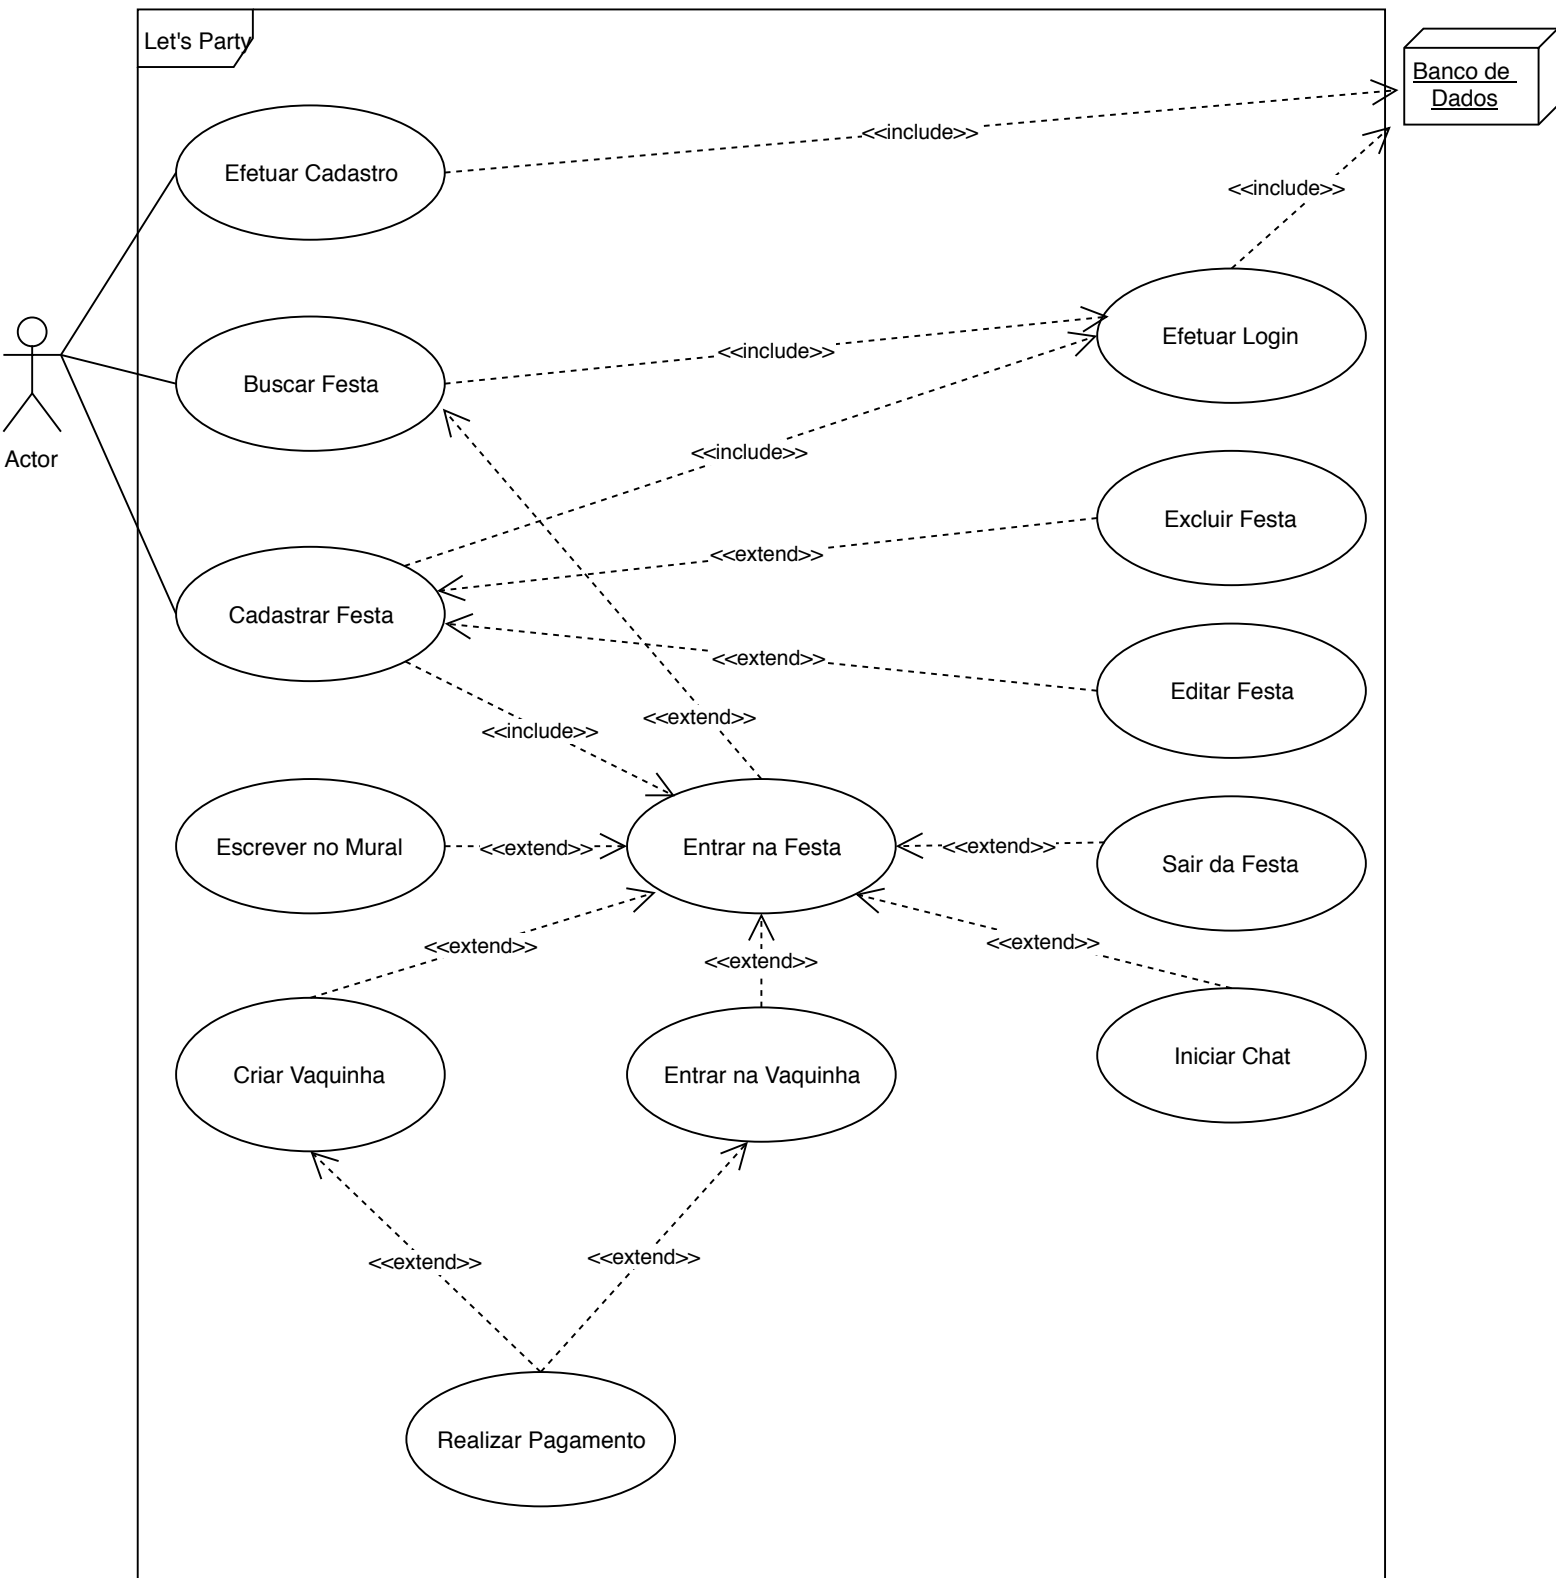 Let's Party
Banco de
Dados
<<include>>
Efetuar Cadastro
<<include>>
Efetuar Login
<<include>>
Buscar Festa
Actor
<<include>>
Excluir Festa
<<extend>>
Cadastrar Festa
<<extend>>
Editar Festa
<<extend>>
<<include>>
Escrever no Mural
<<extend>>
Entrar na Festa
<<extend>>
Sair da Festa
<<extend>>
<<extend>>
<<extend>>
Criar Vaquinha
Entrar na Vaquinha
Iniciar Chat
<<extend>>
<<extend>>
Realizar Pagamento